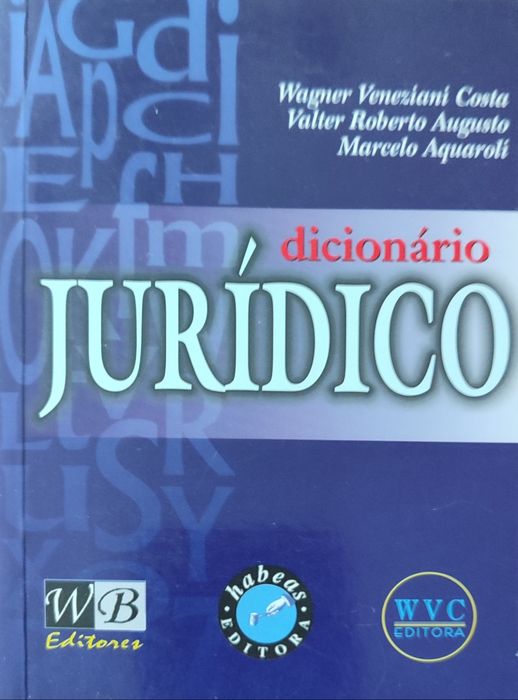 Wagner Veneziani Costa
Valter Roberto Augusto
Marcelo Aquaroli
dicionário
JURÍDICO
WB
Editores
habeas
EDITORA
WVC
EDITORA